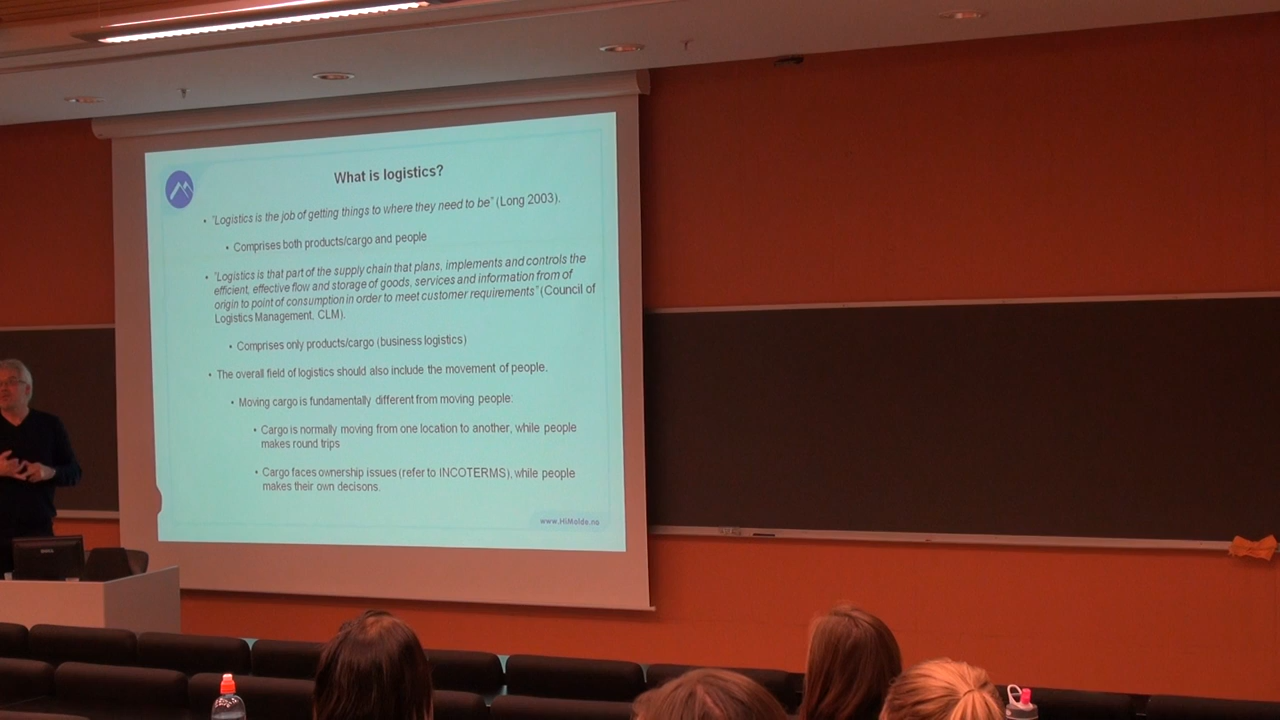 What is logistics?
• "Logistics is the job of getting things to where they need to be" (Long 2003).
• Comprises both products/cargo and people
• "Logistics is that part of the supply chain that plans, implements and controls the
efficient, effective flow and storage of goods, services and information from of
origin to point of consumption in order to meet customer requirements" (Council of
Logistics Management, CLM).
• Comprises only products/cargo (business logistics)
• The overall field of logistics should also include the movement of people.
• Moving cargo is fundamentally different from moving people:
• Cargo is normally moving from one location to another, while people
makes round trips
• Cargo faces ownership issues (refer to INCOTERMS), while people
makes their own decisons.
www.HiMolde.no